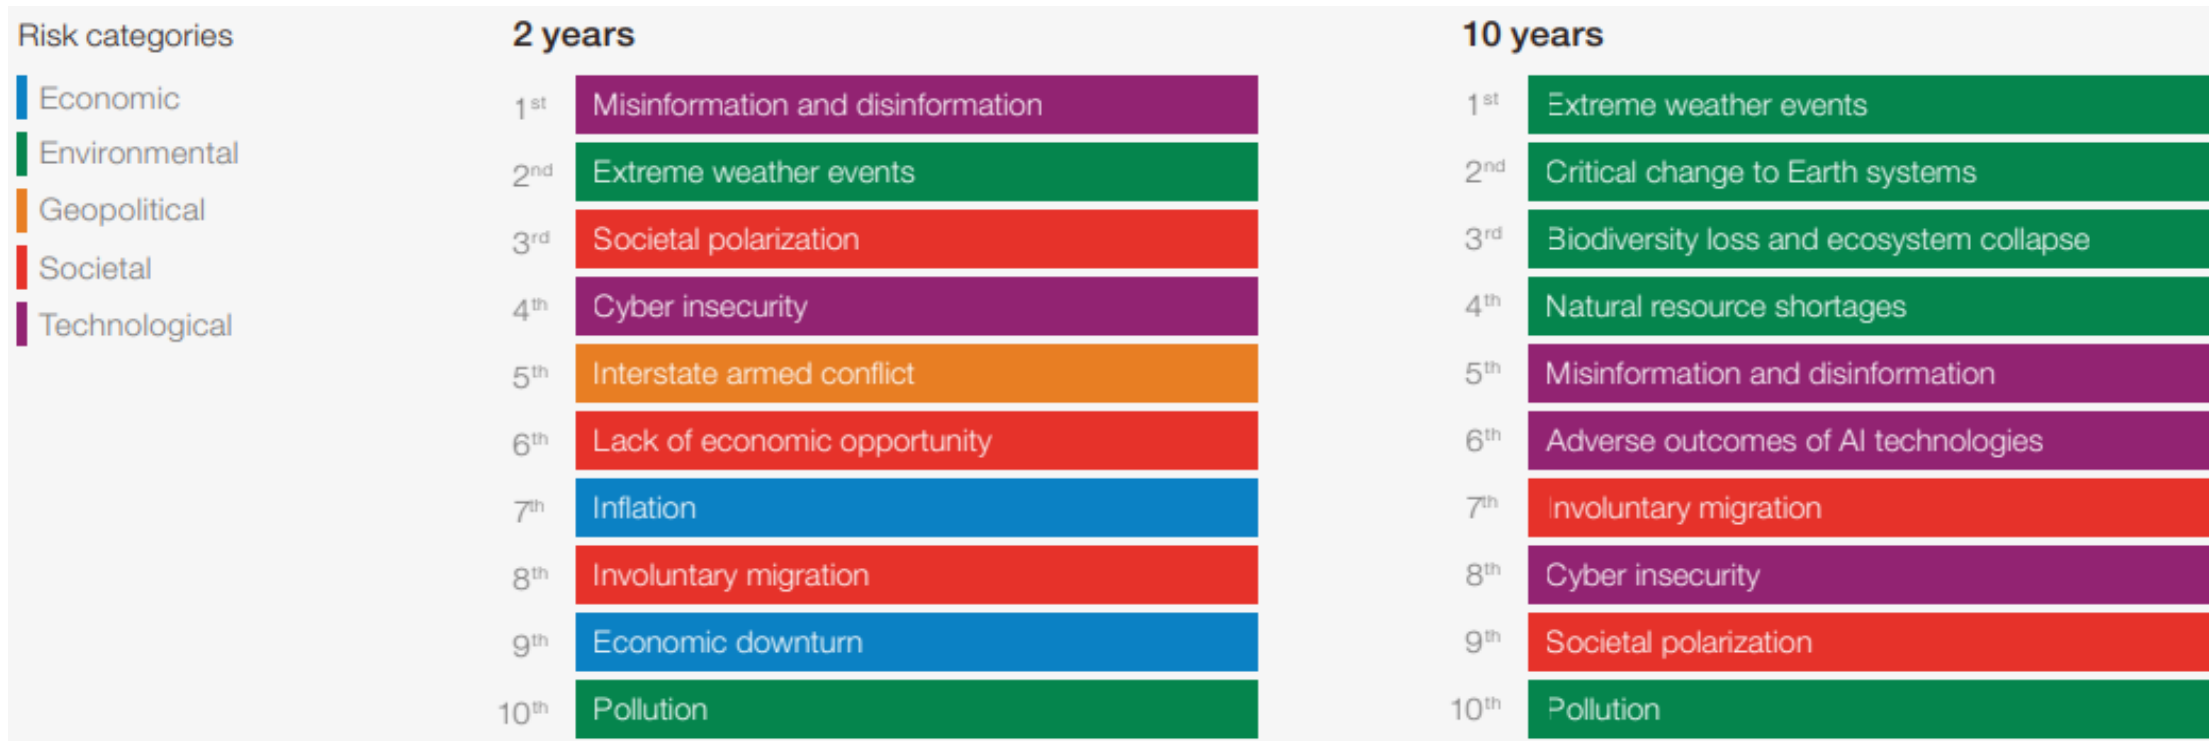 Risk categories
Economic
Environmental
Geopolitical
Societal
Technological
2 years
1st Misinformation and disinformation
2nd Extreme weather events
3rd Societal polarization
4th Cyber insecurity
5th Interstate armed conflict
6th Lack of economic opportunity
7th Inflation
8th Involuntary migration
9th Economic downturn
10th Pollution
10 years
1st Extreme weather events
2nd Critical change to Earth systems
3rd Biodiversity loss and ecosystem collapse
4th Natural resource shortages
5th Misinformation and disinformation
6th Adverse outcomes of AI technologies
7th Involuntary migration
8th Cyber insecurity
9th Societal polarization
10th Pollution